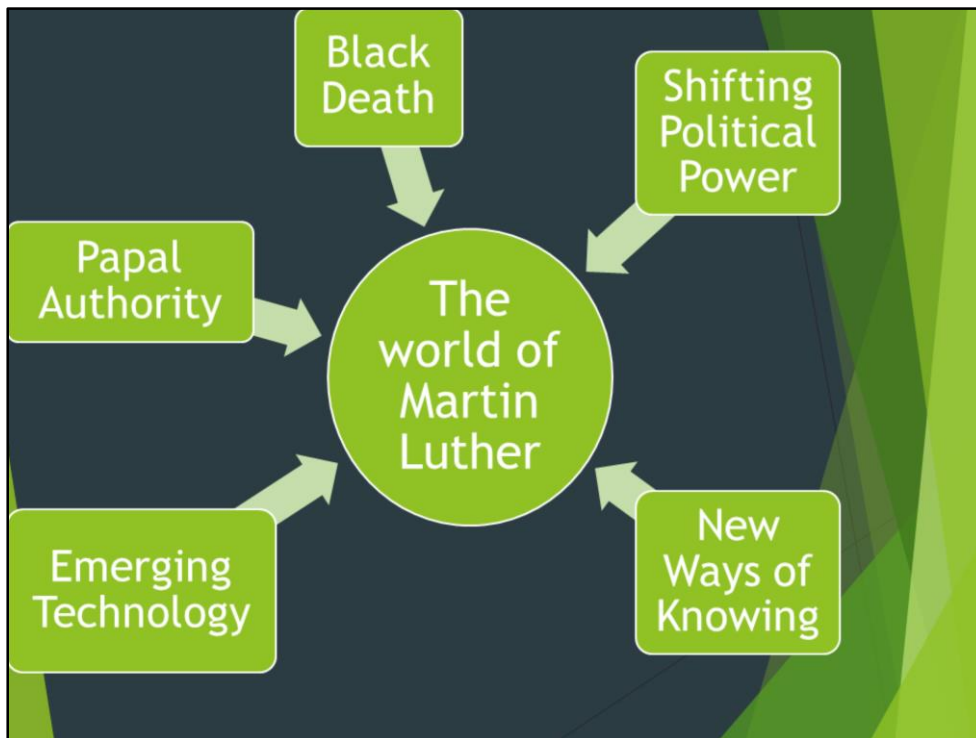 Black
Death
Shifting
Political
Power
Papal
Authority
The
world of
Martin
Luther
Emerging
Technology
New
Ways of
Knowing